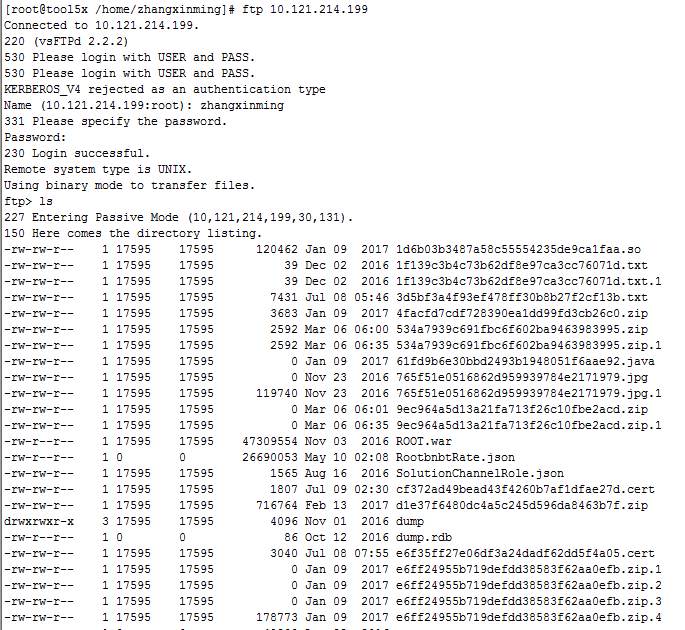 [root@tool5x /home/zhangxinming]# ftp 10.121.214.199
Connected to 10.121.214.199.
220 (vsFTPd 2.2.2)
530 Please login with USER and PASS.
530 Please login with USER and PASS.
KERBEROS_V4 rejected as an authentication type
Name (10.121.214.199:root): zhangxinming
331 Please specify the password.
Password:
230 Login successful.
Remote system type is UNIX.
Using binary mode to transfer files.
ftp> ls
227 Entering Passive Mode (10,121,214,199,30,131).
150 Here comes the directory listing.
-rw-rw-r--    1 17595    17595      120462 Jan 09  2017 1d6b03b3487a58c55554235de9ca1faa.so
-rw-rw-r--    1 17595    17595          39 Dec 02  2016 1f139c3b4c73b62df8e97ca3cc76071d.txt
-rw-rw-r--    1 17595    17595          39 Dec 02  2016 1f139c3b4c73b62df8e97ca3cc76071d.txt.1
-rw-rw-r--    1 17595    17595        7431 Jul 08 05:46 3d5bf3a4f93ef478ff30b8b27f2cf13b.txt
-rw-rw-r--    1 17595    17595        3683 Jan 09  2017 4facfd7cdf728390ea1dd99fd3cb26c0.zip
-rw-rw-r--    1 17595    17595        2592 Mar 06 06:00 534a7939c691fbc6f602ba9463983995.zip
-rw-rw-r--    1 17595    17595        2592 Mar 06 06:35 534a7939c691fbc6f602ba9463983995.zip.1
-rw-rw-r--    1 17595    17595           0 Jan 09  2017 61fd9b6e30bbd2493b1948051f6aae92.java
-rw-rw-r--    1 17595    17595           0 Nov 23  2016 765f51e0516862d959939784e2171979.jpg
-rw-rw-r--    1 17595    17595      119740 Nov 23  2016 765f51e0516862d959939784e2171979.jpg.1
-rw-rw-r--    1 17595    17595           0 Mar 06 06:01 9ec964a5d13a21fa713f26c10fbe2acd.zip
-rw-rw-r--    1 17595    17595           0 Mar 06 06:35 9ec964a5d13a21fa713f26c10fbe2acd.zip.1
-rw-r--r--    1 17595    17595    47309554 Nov 03  2016 ROOT.war
-rw-r--r--    1 0        0        26690053 May 10 02:08 RootbnbtRate.json
-rw-rw-r--    1 17595    17595        1565 Aug 16  2016 SolutionChannelRole.json
-rw-rw-r--    1 17595    17595        1807 Jul 09 02:30 cf372ad49bead43f4260b7af1dfae27d.cert
-rw-rw-r--    1 17595    17595      716764 Feb 13  2017 d1e37f6480dc4a5c245d596da8463b7f.zip
drwxrwxr-x    3 17595    17595        4096 Nov 01  2016 dump
-rw-r--r--    1 0        0              86 Oct 12  2016 dump.rdb
-rw-rw-r--    1 17595    17595        3040 Jul 08 07:55 e6f35ff27e06df3a24dadf62dd5f4a05.cert
-rw-rw-r--    1 17595    17595           0 Jan 09  2017 e6ff24955b719defdd38583f62aa0efb.zip.1
-rw-rw-r--    1 17595    17595           0 Jan 09  2017 e6ff24955b719defdd38583f62aa0efb.zip.2
-rw-rw-r--    1 17595    17595           0 Jan 09  2017 e6ff24955b719defdd38583f62aa0efb.zip.3
-rw-rw-r--    1 17595    17595      178773 Jan 09  2017 e6ff24955b719defdd38583f62aa0efb.zip.4